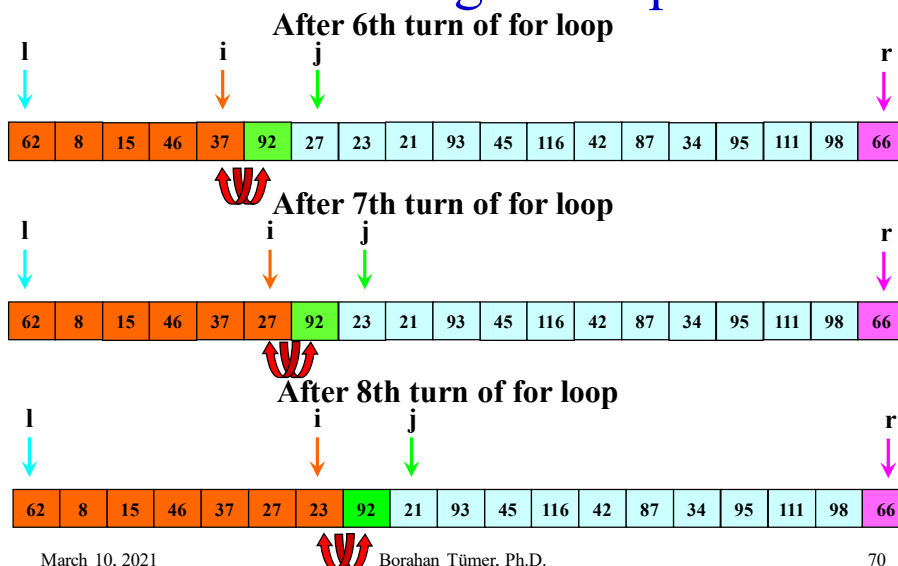 After 6th turn of for loop
l i j r
62 8 15 46 37 92 27 23 21 93 45 116 42 87 34 95 111 98 66
After 7th turn of for loop
l i j r
62 8 15 46 37 27 92 23 21 93 45 116 42 87 34 95 111 98 66
After 8th turn of for loop
l i j r
62 8 15 46 37 27 23 92 21 93 45 116 42 87 34 95 111 98 66
March 10, 2021 Borahan Tümer, Ph.D. 70